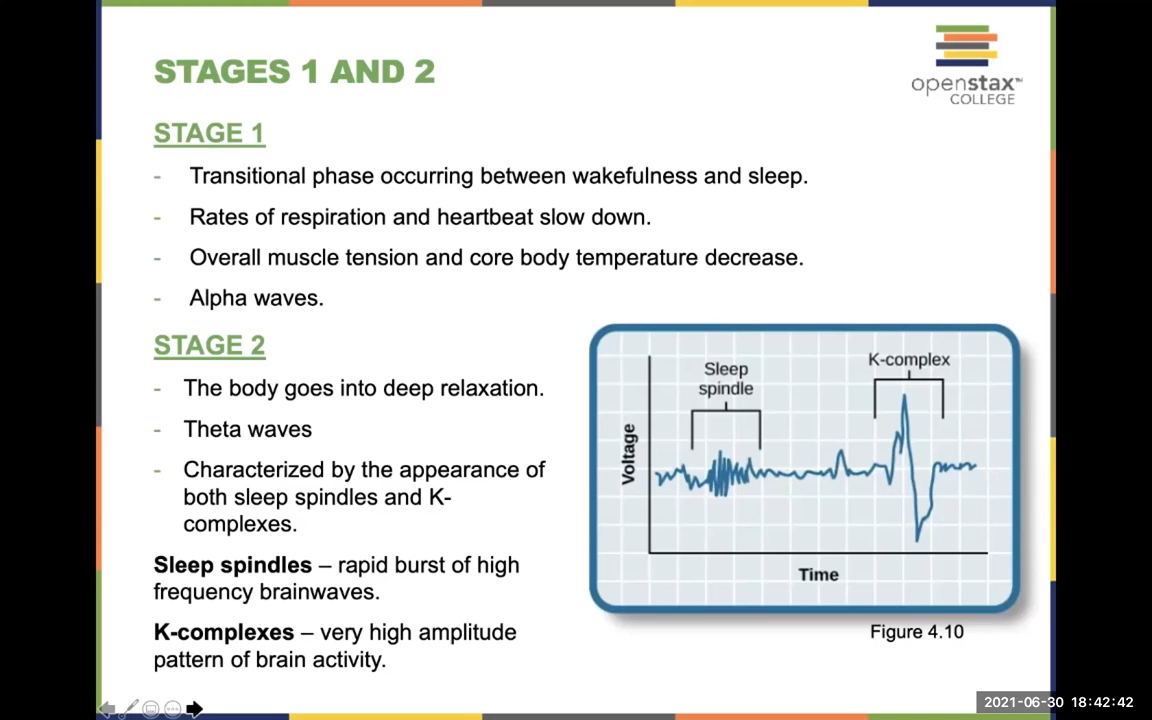 STAGES 1 AND 2
openstax™
COLLEGE
STAGE 1
- Transitional phase occurring between wakefulness and sleep.
- Rates of respiration and heartbeat slow down.
- Overall muscle tension and core body temperature decrease.
- Alpha waves.
STAGE 2
- The body goes into deep relaxation.
- Theta waves
- Characterized by the appearance of
both sleep spindles and K-
complexes.
Sleep spindles – rapid burst of high
frequency brainwaves.
K-complexes – very high amplitude
pattern of brain activity.
Sleep
spindle
K-complex
Voltage
Time
Figure 4.10
2021-06-30 18:42:42